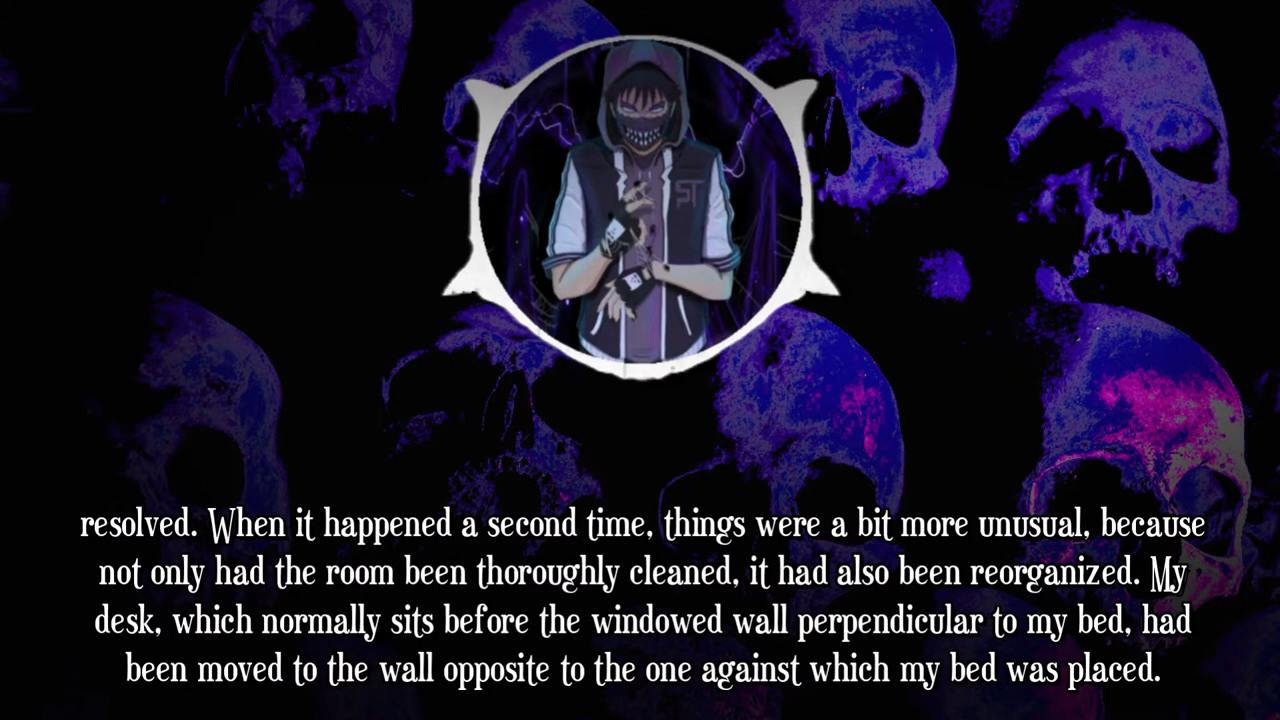 ST
resolved. When it happened a second time, things were a bit more unusual, because
not only had the room been thoroughly cleaned, it had also been reorganized. My
desk, which normally sits before the windowed wall perpendicular to my bed, had
been moved to the wall opposite to the one against which my bed was placed.